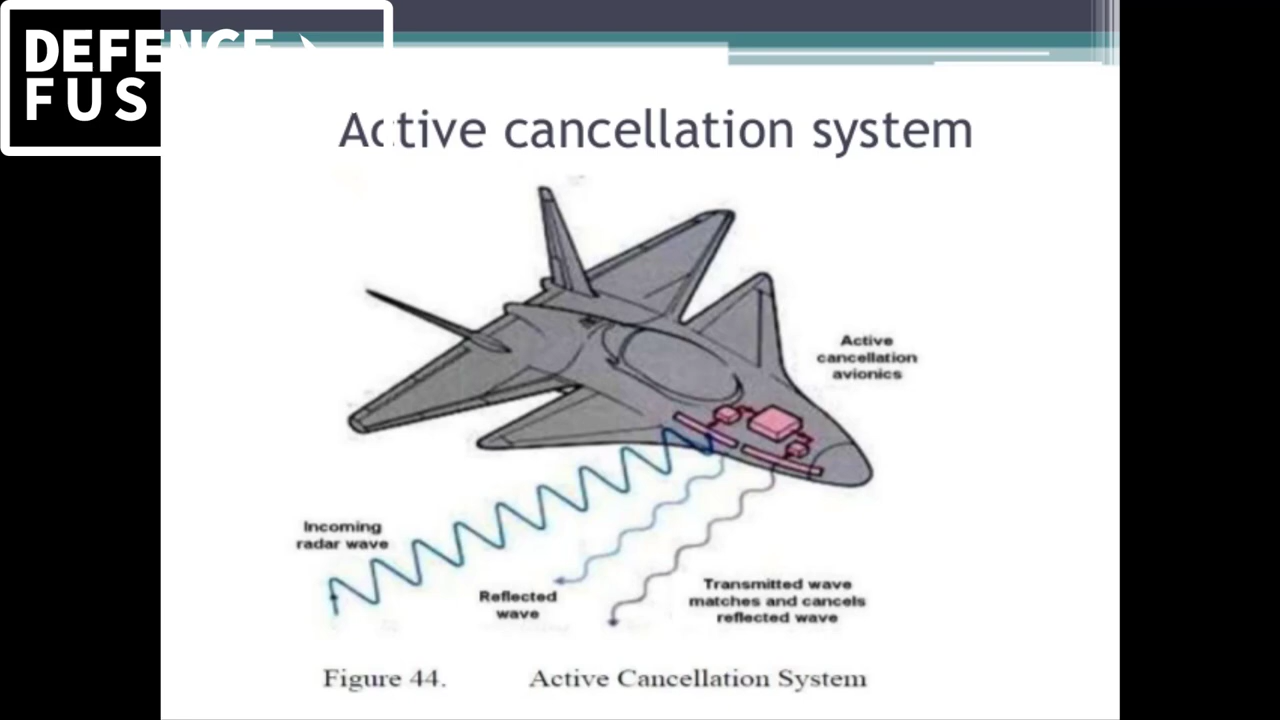 DEFENCE
FUS
Active cancellation system
Active
cancellation
avionics
Incoming
radar wave
Reflected
wave
Transmitted wave
matches and cancels
reflected wave
Figure 44. Active Cancellation System